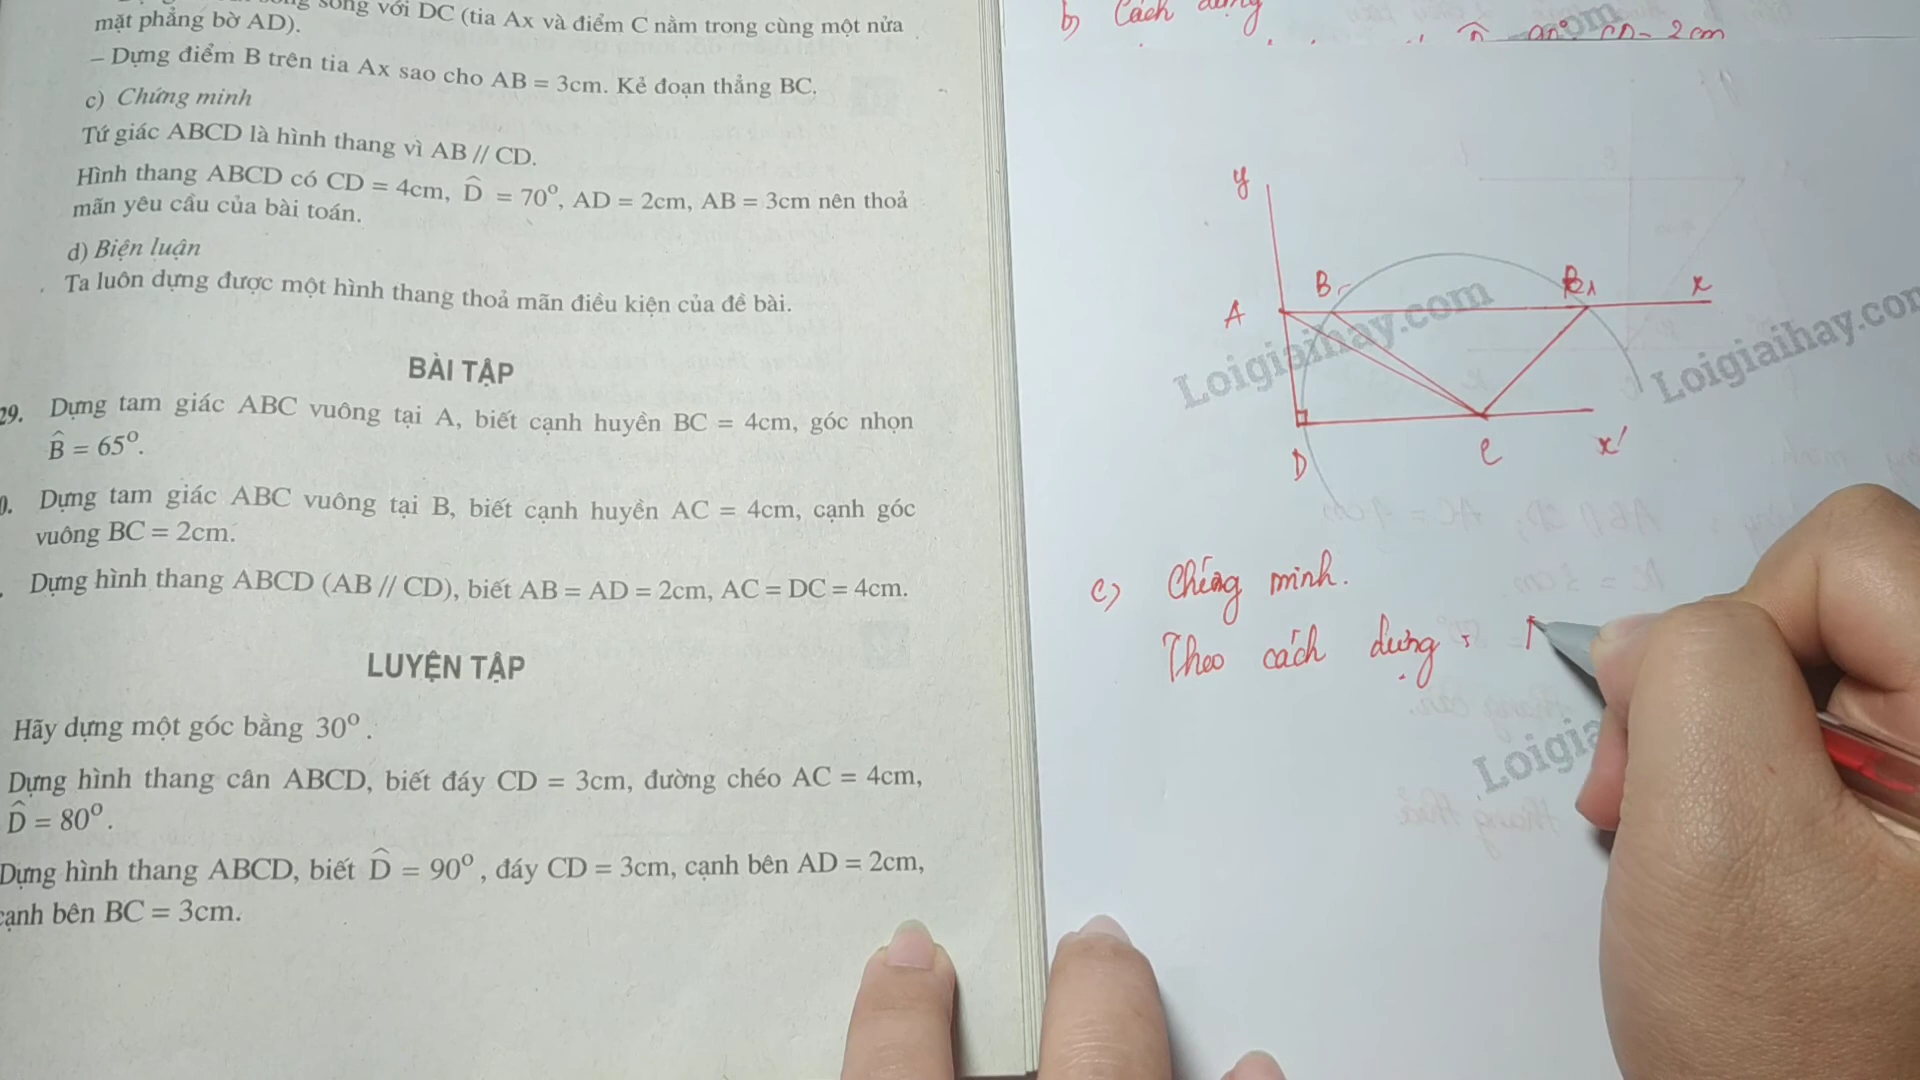 song với DC (tia Ax và điểm C nằm trong cùng một nửa
mặt phẳng bờ AD).
– Dựng điểm B trên tia Ax sao cho AB = 3cm. Kẻ đoạn thẳng BC.
c) Chứng minh
Tứ giác ABCD là hình thang vì AB // CD.
Hình thang ABCD có CD = 4cm, D̂ = 70°, AD = 2cm, AB = 3cm nên thoả
mãn yêu cầu của bài toán.
d) Biện luận
Ta luôn dựng được một hình thang thoả mãn điều kiện của đề bài.
BÀI TẬP
29. Dựng tam giác ABC vuông tại A, biết cạnh huyền BC = 4cm, góc nhọn
B̂ = 65°.
0. Dựng tam giác ABC vuông tại B, biết cạnh huyền AC = 4cm, cạnh góc
vuông BC = 2cm.
. Dựng hình thang ABCD (AB // CD), biết AB = AD = 2cm, AC = DC = 4cm.
LUYỆN TẬP
Hãy dựng một góc bằng 30°.
Dựng hình thang cân ABCD, biết đáy CD = 3cm, đường chéo AC = 4cm,
D̂ = 80°.
Dựng hình thang ABCD, biết D̂ = 90°, đáy CD = 3cm, cạnh bên AD = 2cm,
cạnh bên BC = 3cm.
b) Cách dựng
2cm
y
B
x
A
D
C
x'
c) Chứng minh.
Theo cách dựng,
Loigiaihay.com
Loigiaihay.com